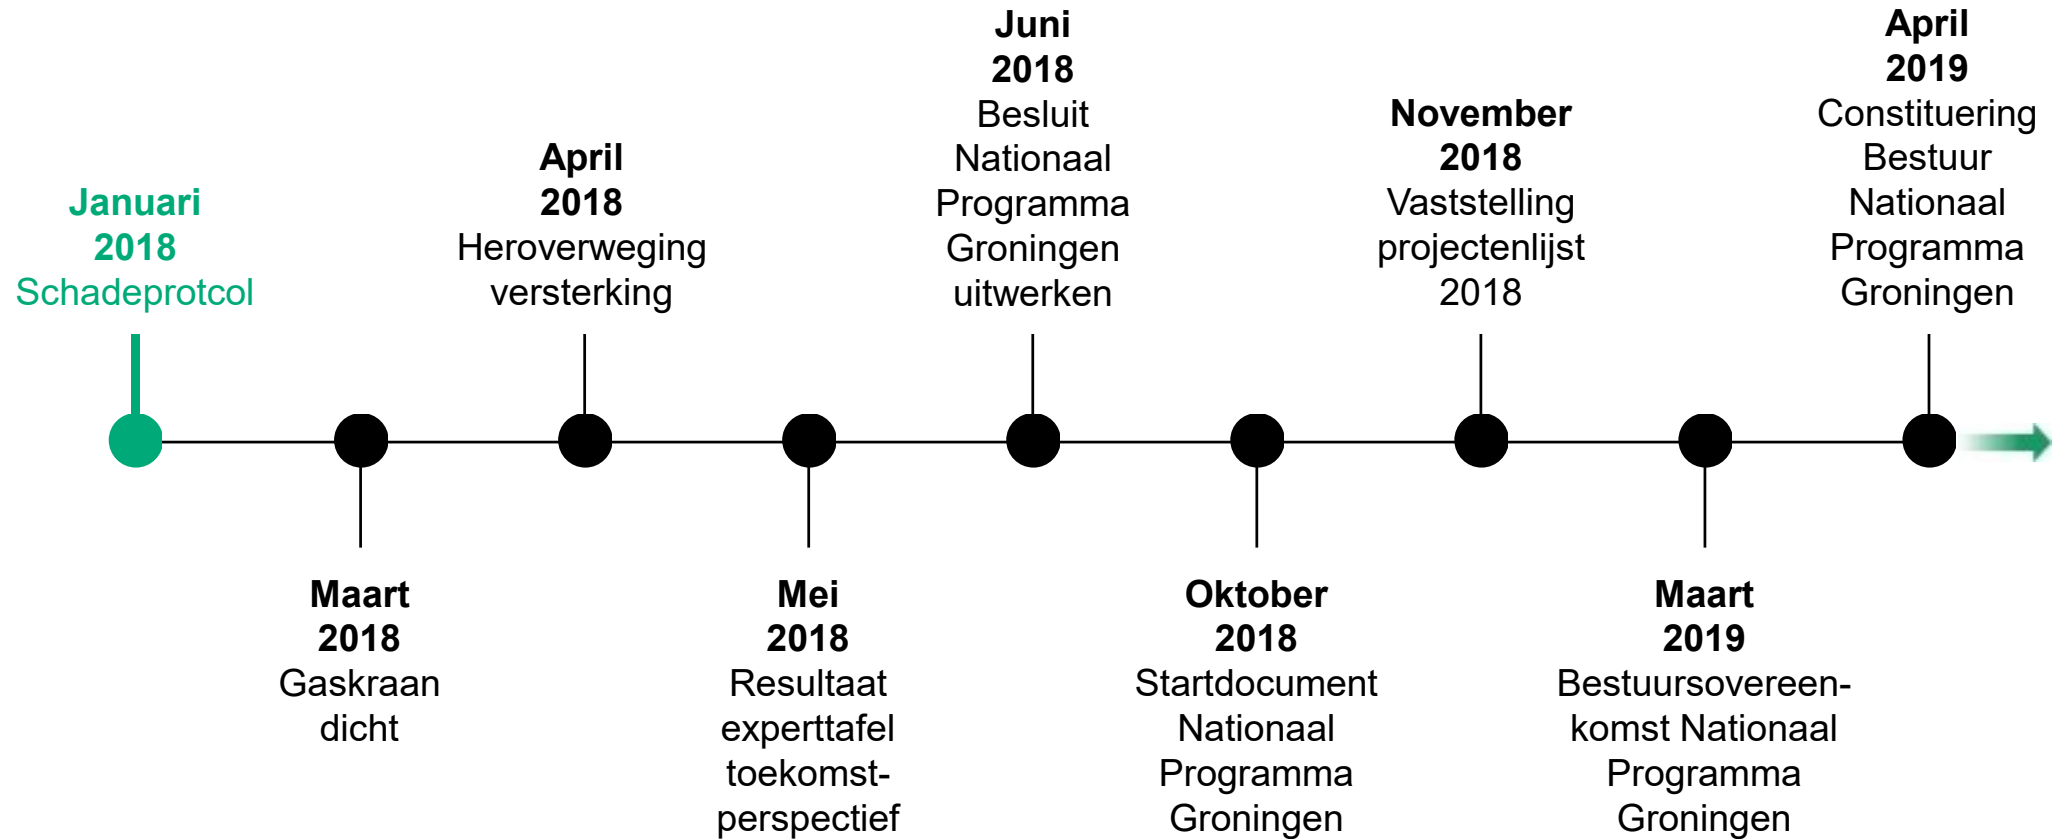 Januari
2018
Schadeprotcol
Maart
2018
Gaskraan
dicht
April
2018
Heroverweging
versterking
Mei
2018
Resultaat
experttafel
toekomst-
perspectief
Juni
2018
Besluit
Nationaal
Programma
Groningen
uitwerken
Oktober
2018
Startdocument
Nationaal
Programma
Groningen
November
2018
Vaststelling
projectenlijst
2018
Maart
2019
Bestuursovereen-
komst Nationaal
Programma
Groningen
April
2019
Constituering
Bestuur
Nationaal
Programma
Groningen